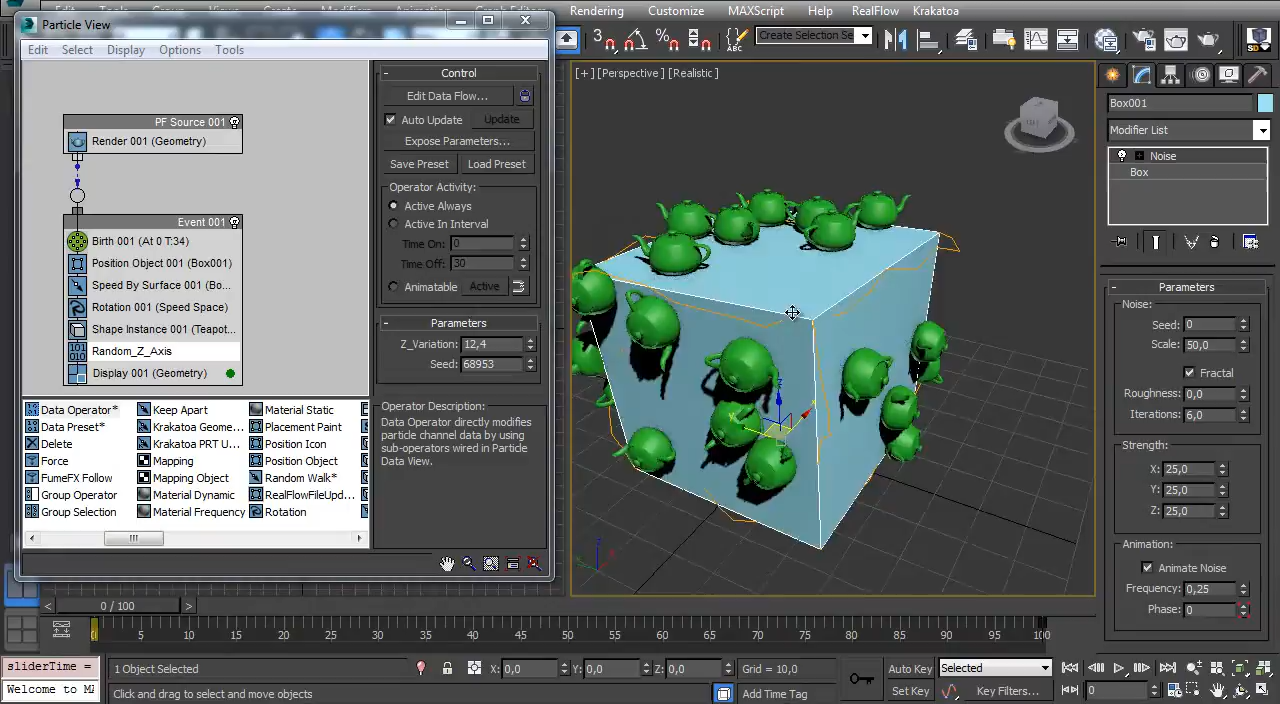 Rendering Customize MAXScript Help RealFlow Krakatoa
Particle View
Edit Select Display Options Tools
Create Selection Se
[+] [Perspective] [Realistic]
PF Source 001
Render 001 (Geometry)
Event 001
Birth 001 (At 0 T:34)
Position Object 001 (Box001)
Speed By Surface 001 (Bo...
Rotation 001 (Speed Space)
Shape Instance 001 (Teapot...
Random_Z_Axis
Display 001 (Geometry)
Control
Edit Data Flow...
Auto Update Update
Expose Parameters...
Save Preset Load Preset
Operator Activity:
Active Always
Active In Interval
Time On: 0
Time Off: 30
Animatable Active
Parameters
Z_Variation: 12,4
Seed: 68953
Operator Description:
Data Operator directly modifies
particle channel data by using
sub-operators wired in Particle
Data View.
Data Operator* Keep Apart Material Static
Data Preset* Krakatoa Geome... Placement Paint
Delete Krakatoa PRT U... Position Icon
Force Mapping Position Object
FumeFX Follow Mapping Object Random Walk*
Group Operator Material Dynamic RealFlowFileUpd...
Group Selection Material Frequency Rotation
Box001
Modifier List
Noise
Box
Parameters
Noise:
Seed: 0
Scale: 50,0
Fractal
Roughness: 0,0
Iterations: 6,0
Strength:
X: 25,0
Y: 25,0
Z: 25,0
Animation:
Animate Noise
Frequency: 0,25
Phase: 0
0 / 100
0 5 10 15 20 25 30 35 40 45 50 55 60 65 70 75 80 85 90 95 100
sliderTime =
Welcome to MA
1 Object Selected
X: 0,0 Y: 0,0 Z: 0,0 Grid = 10,0
Auto Key Selected
Click and drag to select and move objects
Add Time Tag
Set Key Key Filters... 0